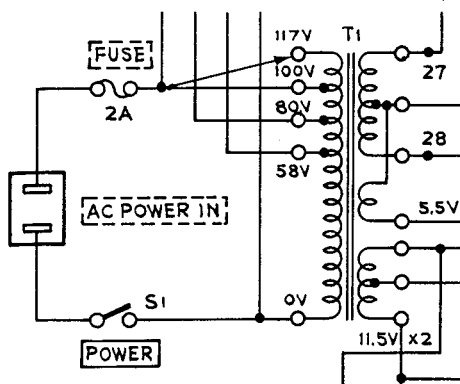 117V
T1
FUSE
100V
27
2A
80V
28
58V
AC POWER IN
5.5V
S1
0V
11.5V x2
POWER